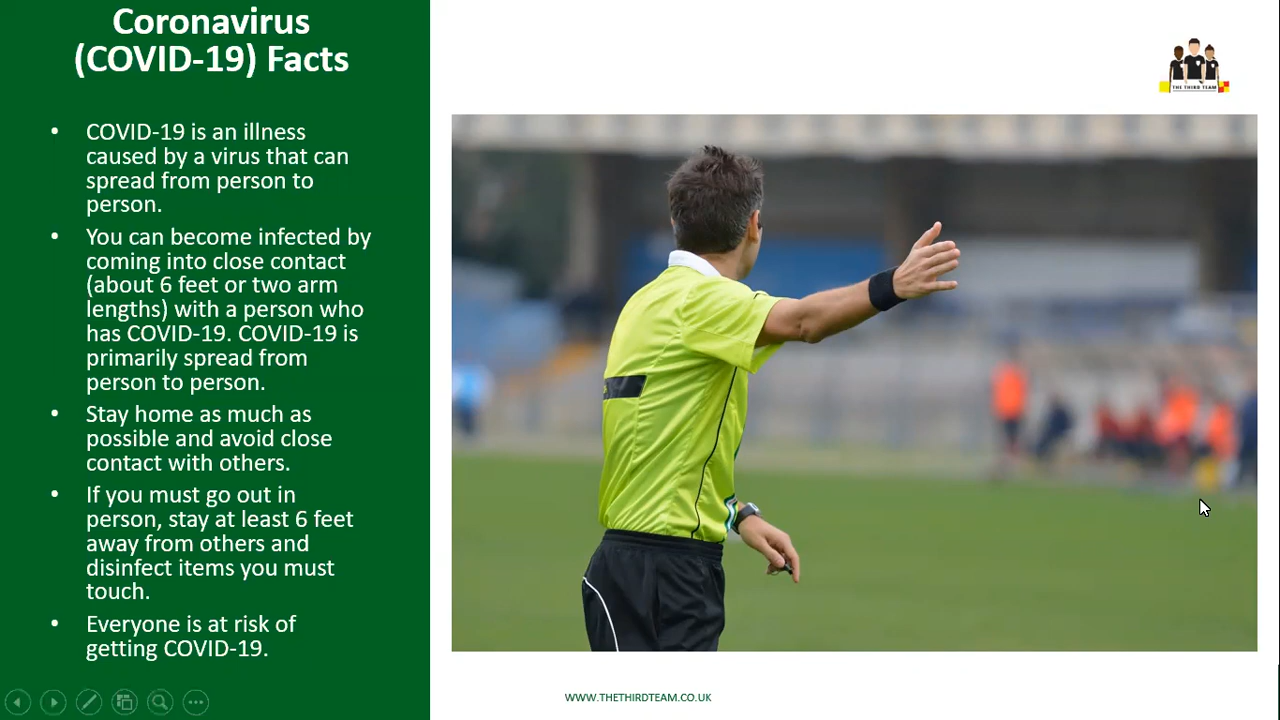 Coronavirus
(COVID-19) Facts
• COVID-19 is an illness
caused by a virus that can
spread from person to
person.
• You can become infected by
coming into close contact
(about 6 feet or two arm
lengths) with a person who
has COVID-19. COVID-19 is
primarily spread from
person to person.
• Stay home as much as
possible and avoid close
contact with others.
• If you must go out in
person, stay at least 6 feet
away from others and
disinfect items you must
touch.
• Everyone is at risk of
getting COVID-19.
THE THIRD TEAM
WWW.THETHIRDTEAM.CO.UK